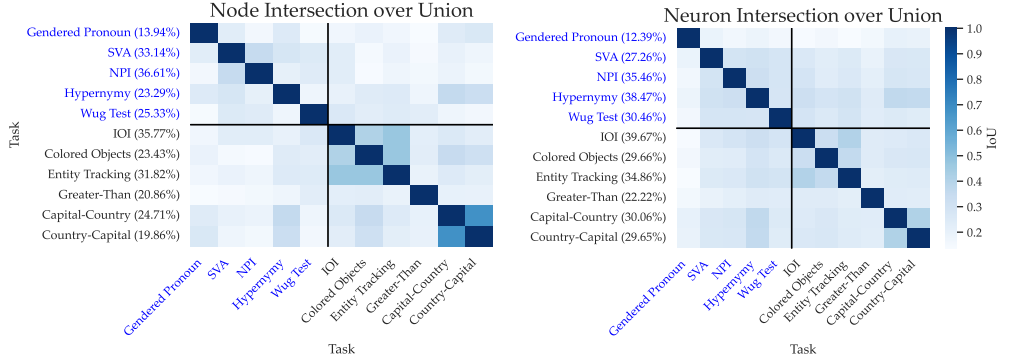 Node Intersection over Union
Gendered Pronoun (13.94%)
SVA (33.14%)
NPI (36.61%)
Hypernymy (23.29%)
Wug Test (25.33%)
IOI (35.77%)
Colored Objects (23.43%)
Entity Tracking (31.82%)
Greater-Than (20.86%)
Capital-Country (24.71%)
Country-Capital (19.86%)
Task
Gendered Pronoun
SVA
NPI
Hypernymy
Wug Test
IOI
Colored Objects
Entity Tracking
Greater-Than
Capital-Country
Country-Capital
Task
Neuron Intersection over Union
Gendered Pronoun (12.39%)
SVA (27.26%)
NPI (35.46%)
Hypernymy (38.47%)
Wug Test (30.46%)
IOI (39.67%)
Colored Objects (29.66%)
Entity Tracking (34.86%)
Greater-Than (22.22%)
Capital-Country (30.06%)
Country-Capital (29.65%)
Gendered Pronoun
SVA
NPI
Hypernymy
Wug Test
IOI
Colored Objects
Entity Tracking
Greater-Than
Capital-Country
Country-Capital
Task
1.0
0.9
0.8
0.7
0.6
0.5
0.4
0.3
0.2
IoU